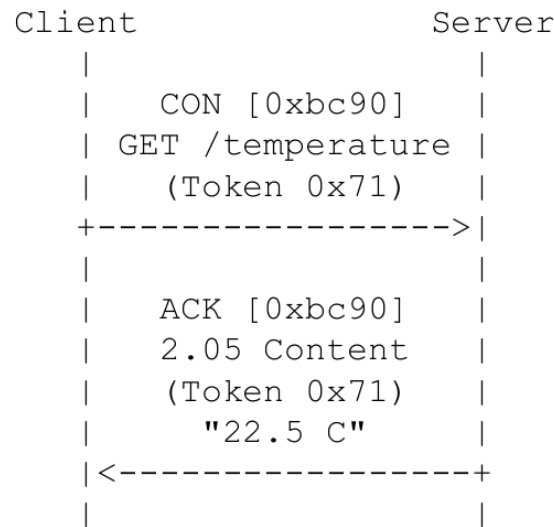 Client                Server
   |                    |
   |    CON [0xbc90]    |
   |  GET /temperature  |
   |    (Token 0x71)    |
   +------------------>|
   |                    |
   |    ACK [0xbc90]    |
   |    2.05 Content    |
   |    (Token 0x71)    |
   |      "22.5 C"      |
   |<------------------+
   |                    |